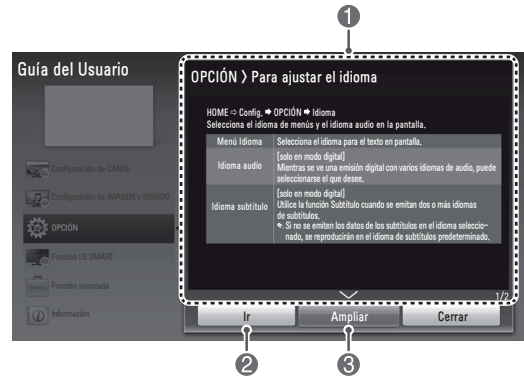 1
Guía del Usuario
Configuración de CANAL
Configuración de IMAGEN y SONIDO
OPCIÓN
Función LG SMART
Función avanzada
Información
OPCIÓN > Para ajustar el idioma
HOME ⇨ Config. ➡ OPCIÓN ➡ Idioma
Selecciona el idioma de menús y el idioma audio en la pantalla.
Menú Idioma Selecciona el idioma para el texto en pantalla.
Idioma audio [solo en modo digital]
Mientras se ve una emisión digital con varios idiomas de audio, puede
seleccionarse el que desee.
Idioma subtítulo [solo en modo digital]
Utilice la función Subtítulo cuando se emitan dos o más idiomas
de subtítulos.
Si no se emiten los datos de los subtítulos en el idioma seleccio-
nado, se reproducirán en el idioma de subtítulos predeterminado.
1/2
Ir Ampliar Cerrar
2 3